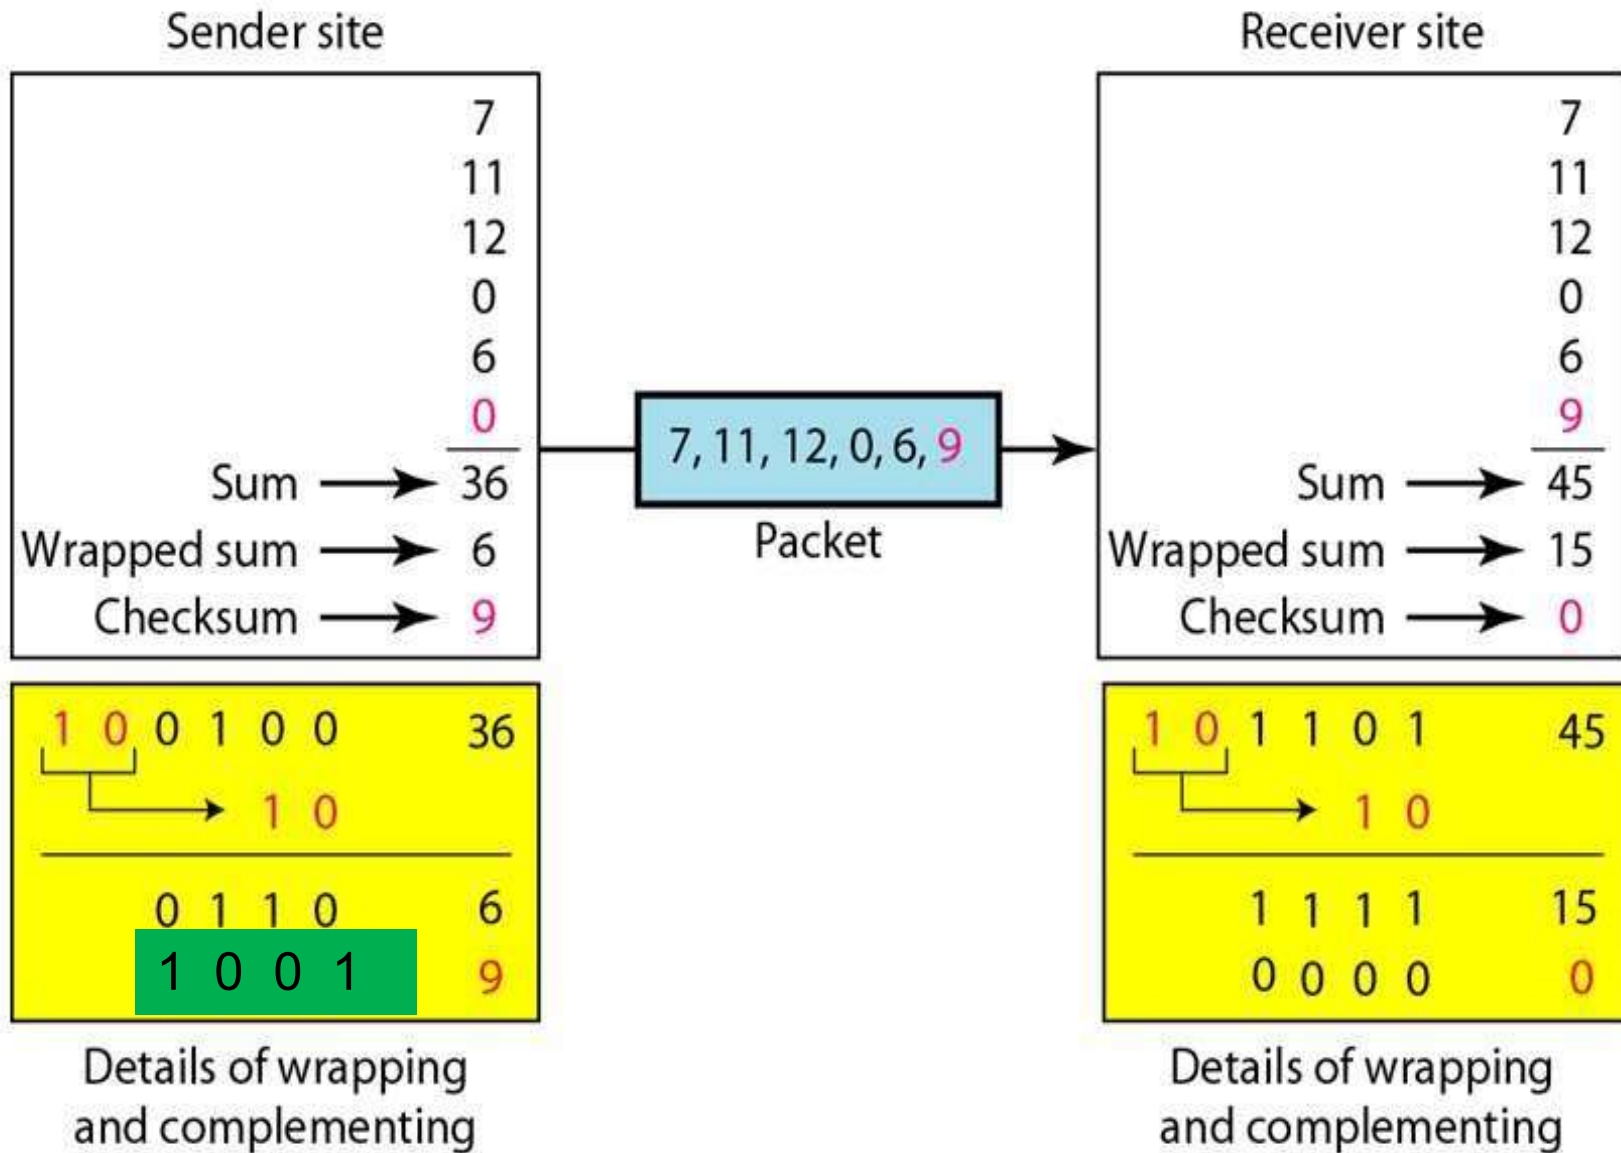 Sender site
7
11
12
0
6
0
Sum 36
Wrapped sum 6
Checksum 9
1 0 0 1 0 0 36
1 0
0 1 1 0 6
1 0 0 1 9
Details of wrapping
and complementing
7, 11, 12, 0, 6, 9
Packet
Receiver site
7
11
12
0
6
9
Sum 45
Wrapped sum 15
Checksum 0
1 0 1 1 0 1 45
1 0
1 1 1 1 15
0 0 0 0 0
Details of wrapping
and complementing